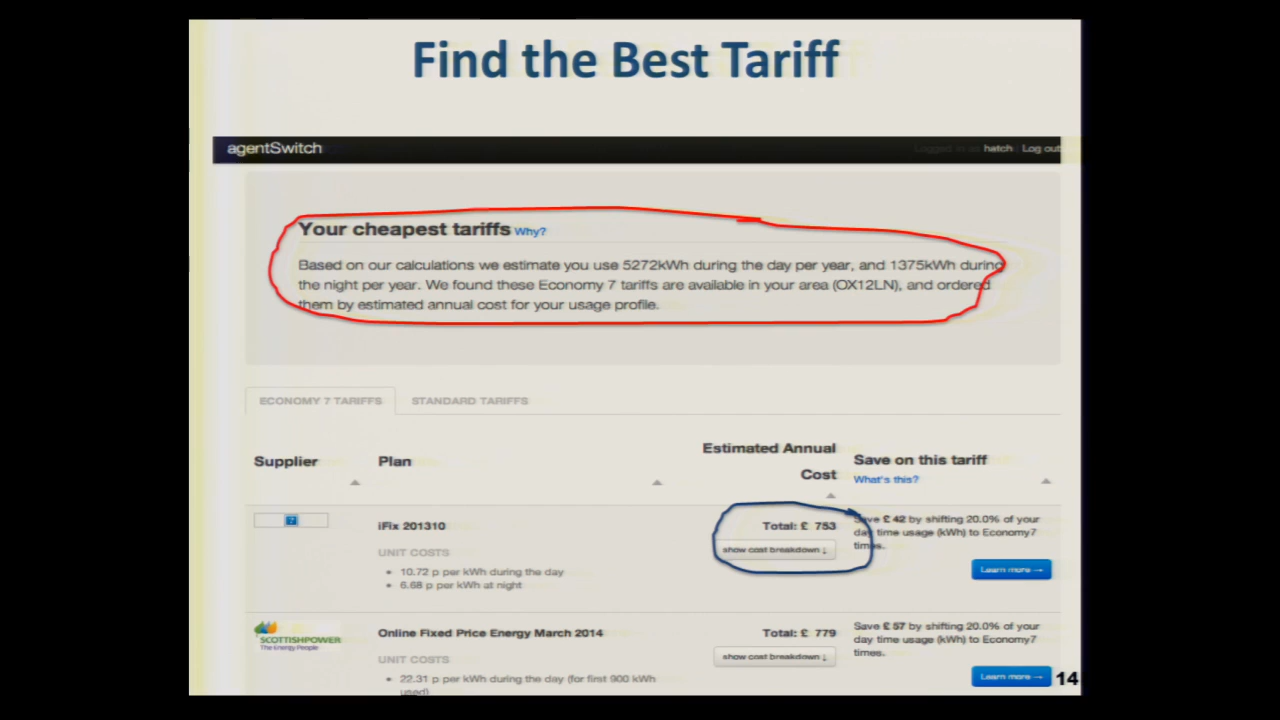 Find the Best Tariff
agentSwitch
Logged in as hatch Log out
Your cheapest tariffs Why?
Based on our calculations we estimate you use 5272kWh during the day per year, and 1375kWh during
the night per year. We found these Economy 7 tariffs are available in your area (OX12LN), and ordered
them by estimated annual cost for your usage profile.
ECONOMY 7 TARIFFS STANDARD TARIFFS
Supplier Plan Estimated Annual Cost Save on this tariff
What's this?
iFix 201310
UNIT COSTS
• 10.72 p per kWh during the day
• 6.68 p per kWh at night
Total: £ 753
show cost breakdown ↓
Save £ 42 by shifting 20.0% of your
day time usage (kWh) to Economy7
times.
Learn more →
SCOTTISHPOWER
The Energy People
Online Fixed Price Energy March 2014
UNIT COSTS
• 22.31 p per kWh during the day (for first 900 kWh
used)
Total: £ 779
show cost breakdown ↓
Save £ 57 by shifting 20.0% of your
day time usage (kWh) to Economy7
times.
Learn more →
14